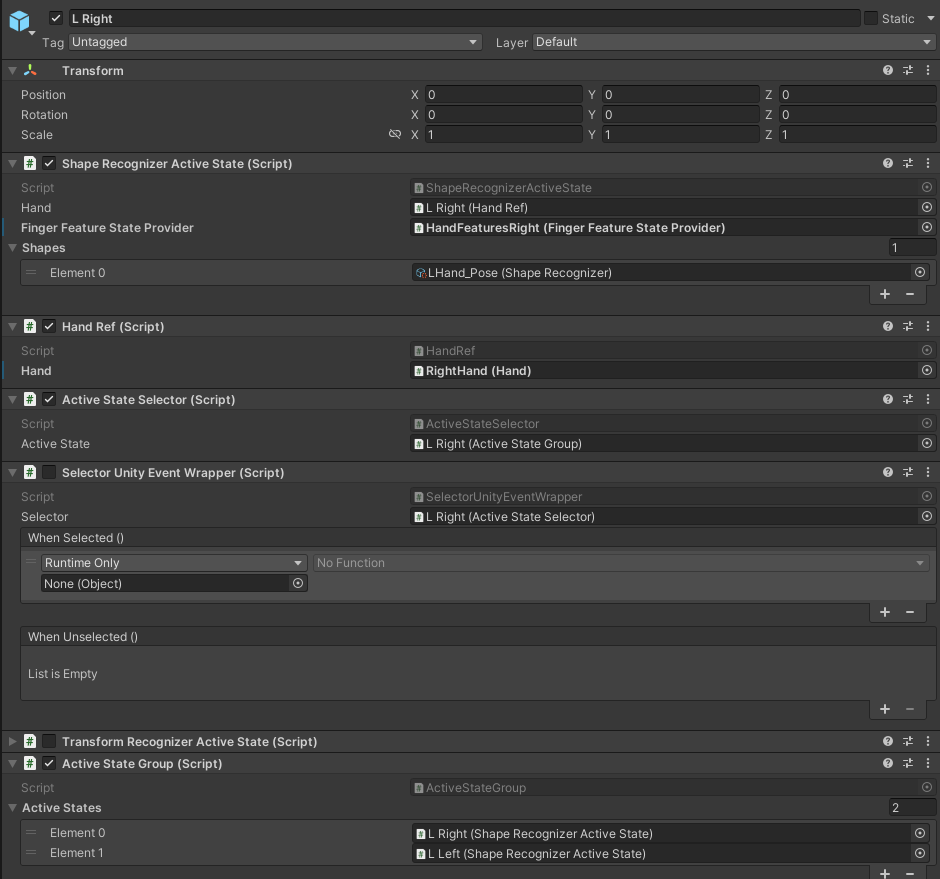 L Right Static
Tag Untagged Layer Default
Transform
Position X 0 Y 0 Z 0
Rotation X 0 Y 0 Z 0
Scale X 1 Y 1 Z 1
# Shape Recognizer Active State (Script)
Script # ShapeRecognizerActiveState
Hand # L Right (Hand Ref)
Finger Feature State Provider # HandFeaturesRight (Finger Feature State Provider)
Shapes 1
= Element 0 LHand_Pose (Shape Recognizer)
+ −
# Hand Ref (Script)
Script # HandRef
Hand # RightHand (Hand)
# Active State Selector (Script)
Script # ActiveStateSelector
Active State # L Right (Active State Group)
# Selector Unity Event Wrapper (Script)
Script # SelectorUnityEventWrapper
Selector # L Right (Active State Selector)
When Selected ()
= Runtime Only No Function
None (Object)
+ −
When Unselected ()
List is Empty
+ −
# Transform Recognizer Active State (Script)
# Active State Group (Script)
Script # ActiveStateGroup
Active States 2
= Element 0 # L Right (Shape Recognizer Active State)
= Element 1 # L Left (Shape Recognizer Active State)
+ −